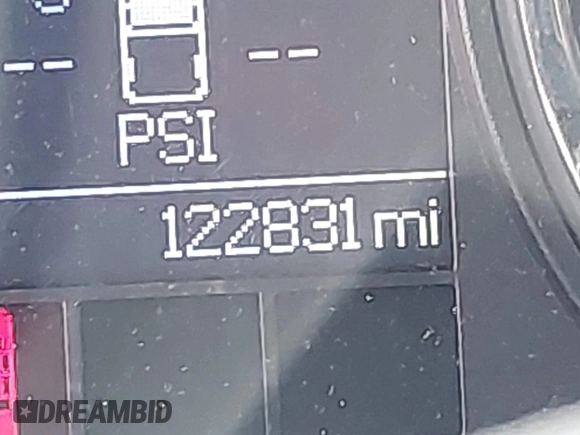 -- --
PSI
122831 mi
DREAMBID